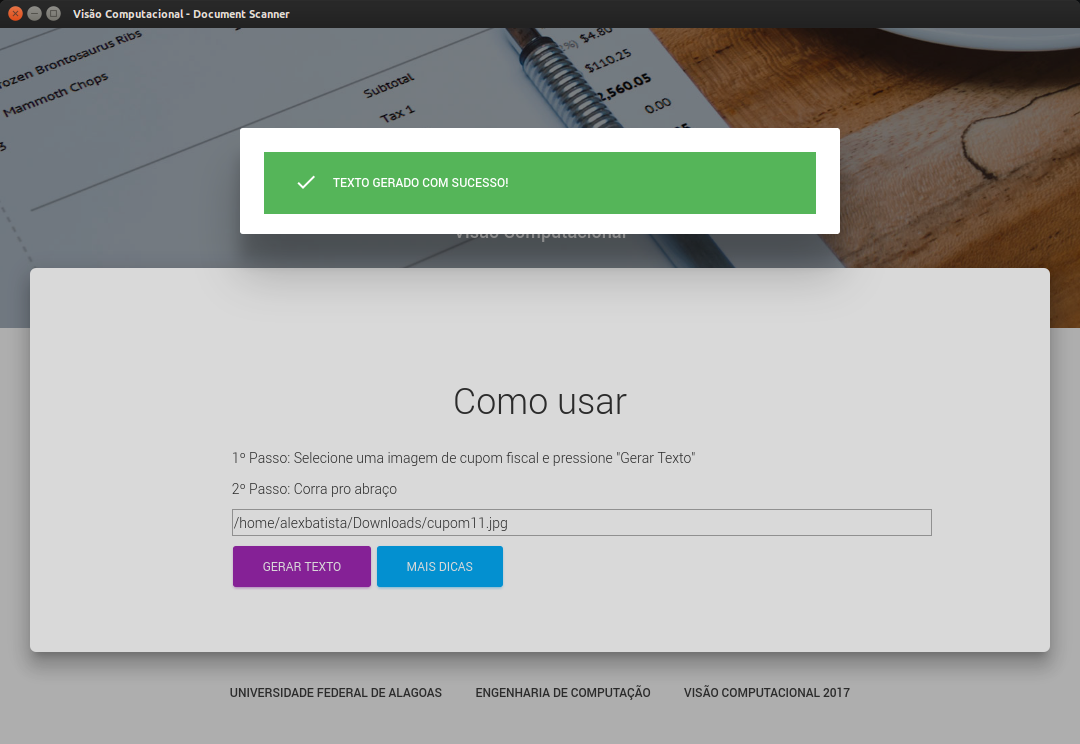 Visão Computacional - Document Scanner
rozen Brontosaurus Ribs
Mammoth Chops
3
Subtotal
Tax 1
$4.80
$110.25
2,560.05
0.00
TEXTO GERADO COM SUCESSO!
Visão Computacional
Como usar
1º Passo: Selecione uma imagem de cupom fiscal e pressione "Gerar Texto"
2º Passo: Corra pro abraço
/home/alexbatista/Downloads/cupom11.jpg
GERAR TEXTO MAIS DICAS
UNIVERSIDADE FEDERAL DE ALAGOAS ENGENHARIA DE COMPUTAÇÃO VISÃO COMPUTACIONAL 2017